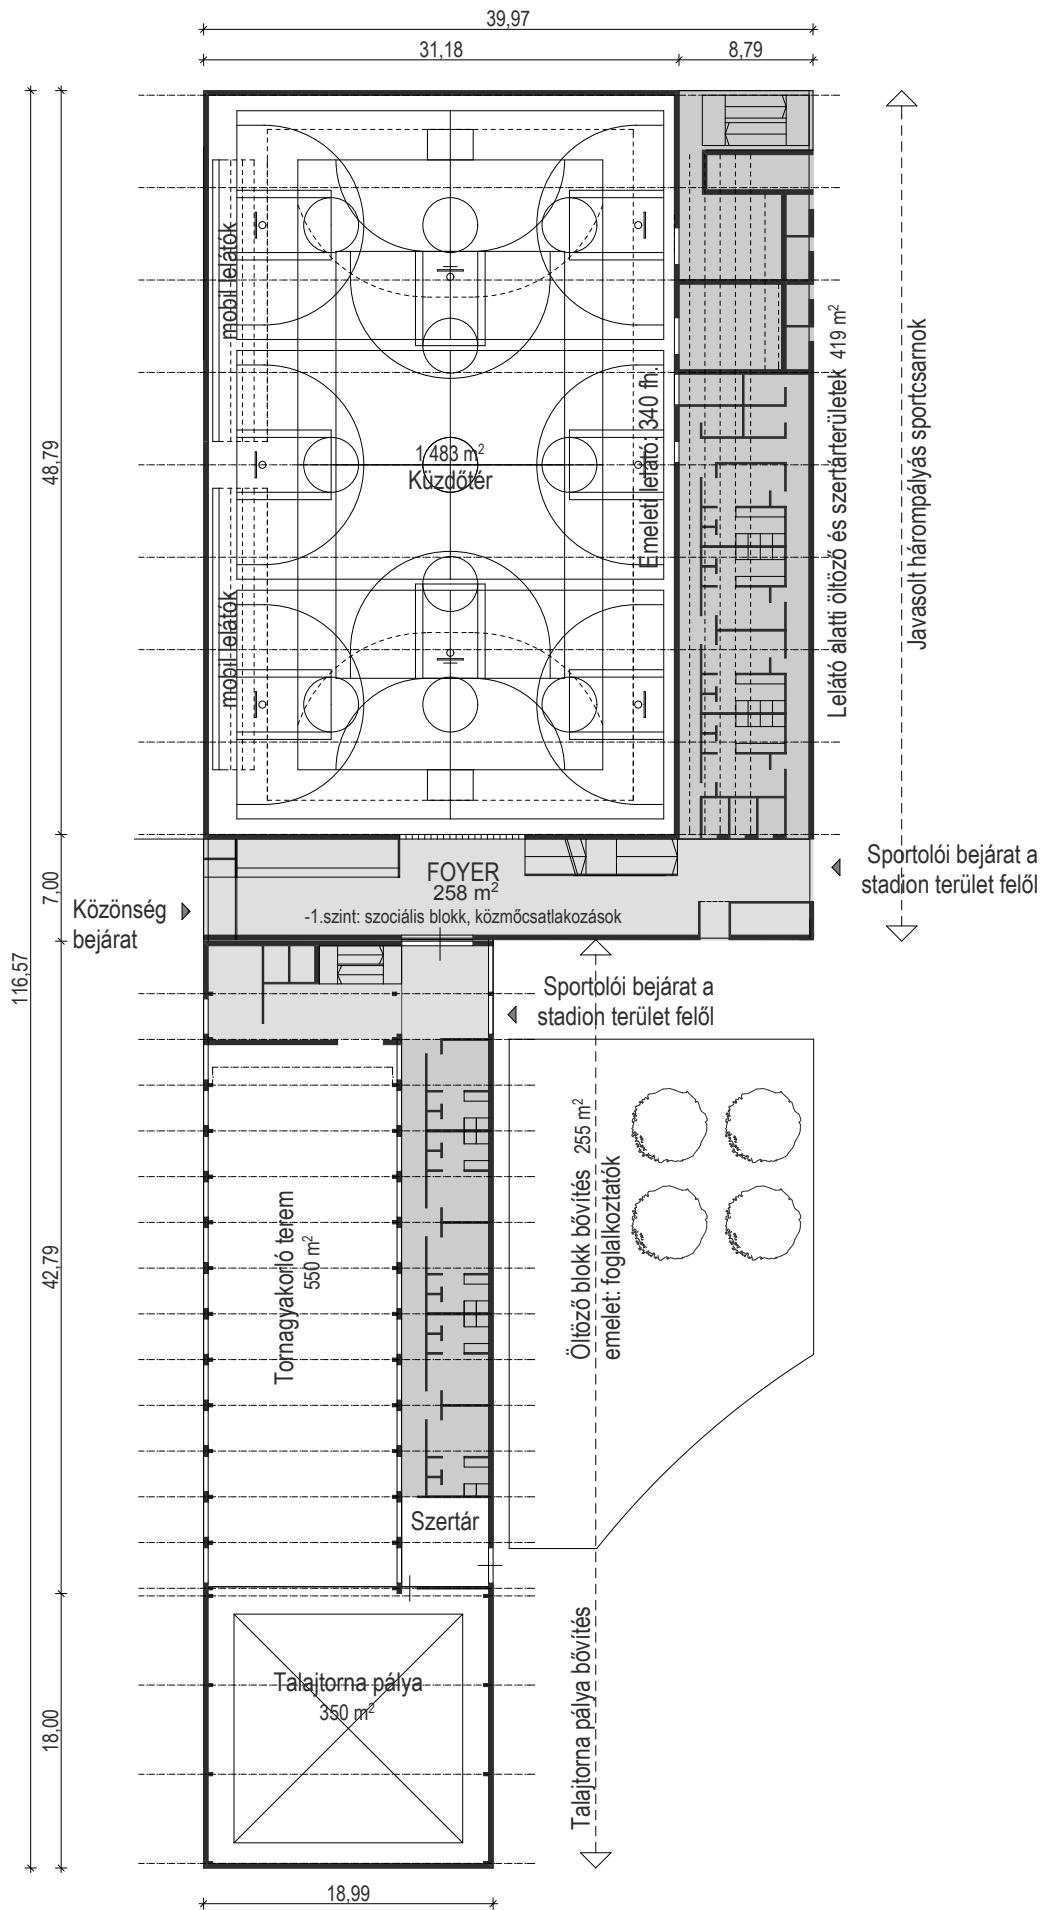 39,97
31,18
8,79
48,79
7,00
116,57
42,79
18,00
18,99
mobil lelátók
mobil lelátók
1 483 m²
Küzdőtér
Emeleti lelátó: 340 fh.
Lelátó alatti öltöző és szertárterületek 419 m²
Javasolt hárompályás sportcsarnok
FOYER
258 m²
-1.szint: szociális blokk, közmőcsatlakozások
Közönség
bejárat
Sportolói bejárat a
stadion terület felől
Sportolói bejárat a
stadion terület felől
Tornagyakorló terem
550 m²
Öltöző blokk bővítés 255 m²
emelet: foglalkoztatók
Szertár
Talajtorna pálya
350 m²
Talajtorna pálya bővítés